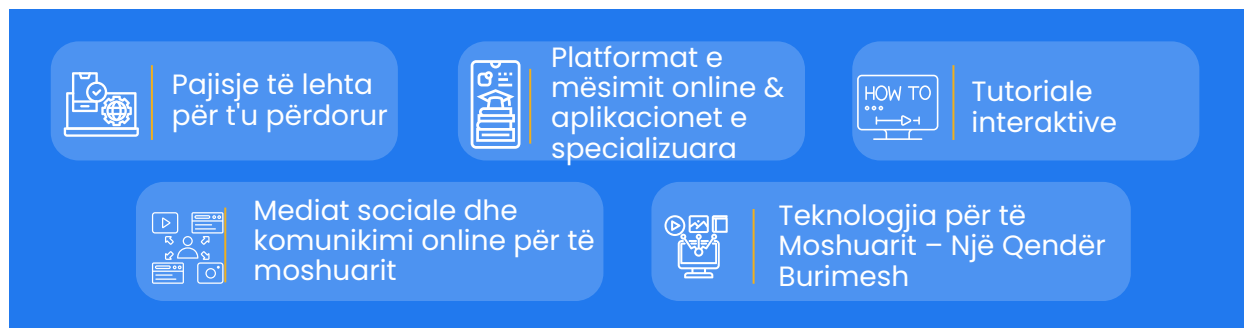 Pajisje të lehta
për t'u përdorur
Platformat e
mësimit online &
aplikacionet e
specializuara
HOW TO
Tutoriale
interaktive
Mediat sociale dhe
komunikimi online për të
moshuarit
Teknologjia për të
Moshuarit – Një Qendër
Burimesh